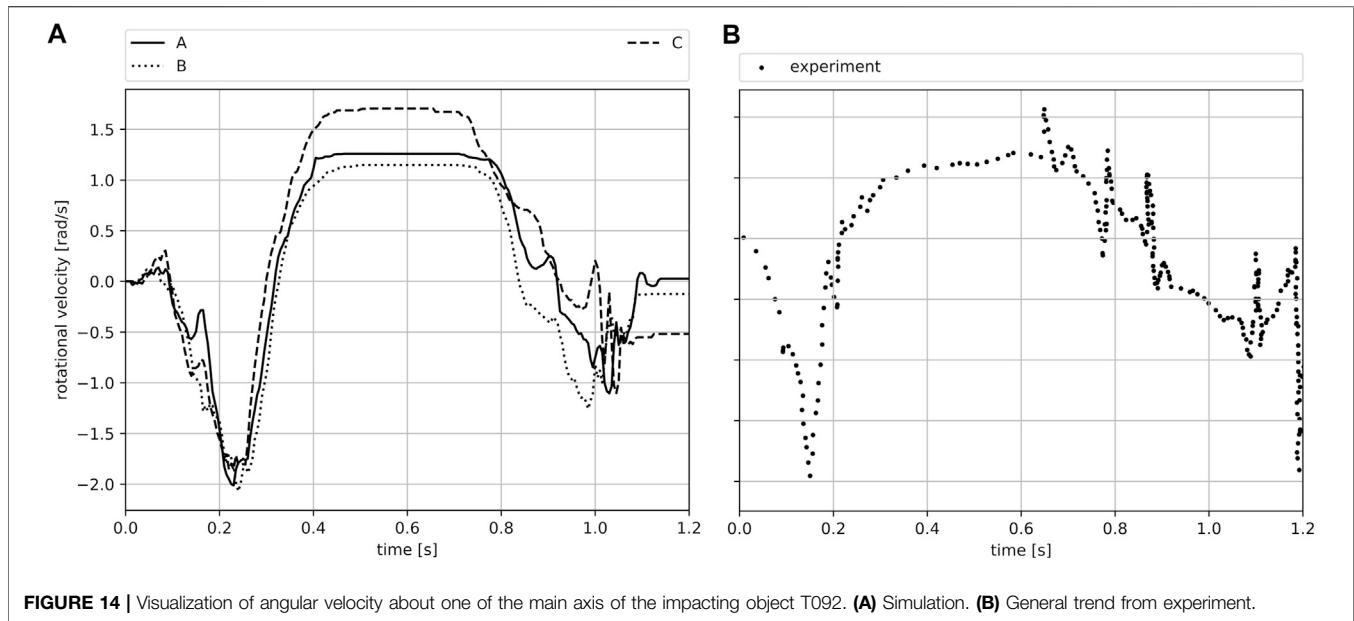 A
A
B
C
B
experiment
rotational velocity [rad/s]
1.5
1.0
0.5
0.0
−0.5
−1.0
−1.5
−2.0
0.0 0.2 0.4 0.6 0.8 1.0 1.2
time [s]
0.0 0.2 0.4 0.6 0.8 1.0 1.2
time [s]
FIGURE 14 | Visualization of angular velocity about one of the main axis of the impacting object T092. (A) Simulation. (B) General trend from experiment.